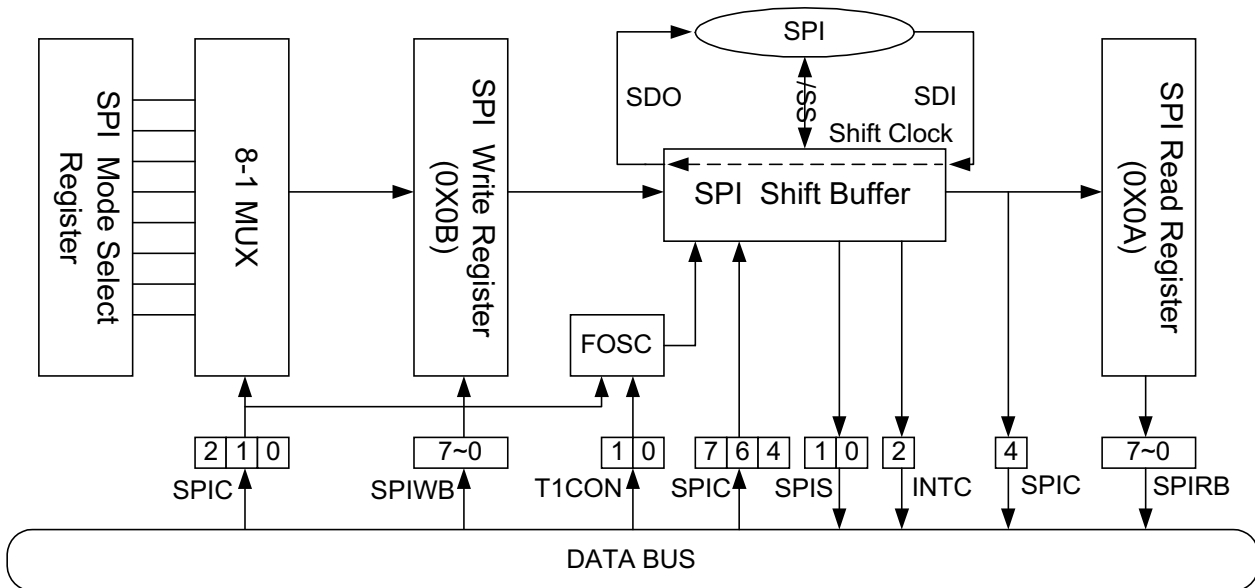 SPI
SDO
/SS
SDI
Shift Clock
SPI Mode Select
Register
8-1 MUX
SPI Write Register
(0X0B)
SPI Shift Buffer
SPI Read Register
(0X0A)
FOSC
2 1 0
7~0
1 0
7 6 4
1 0
2
4
7~0
SPIC
SPIWB
T1CON
SPIC
SPIS
INTC
SPIC
SPIRB
DATA BUS